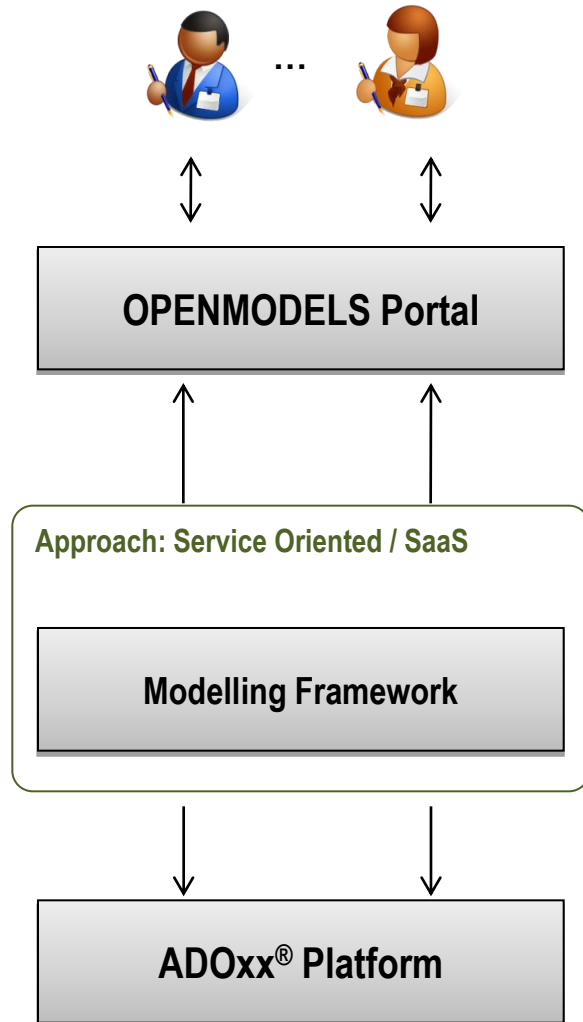 ...
OPENMODELS Portal
Approach: Service Oriented / SaaS
Modelling Framework
ADOxx® Platform